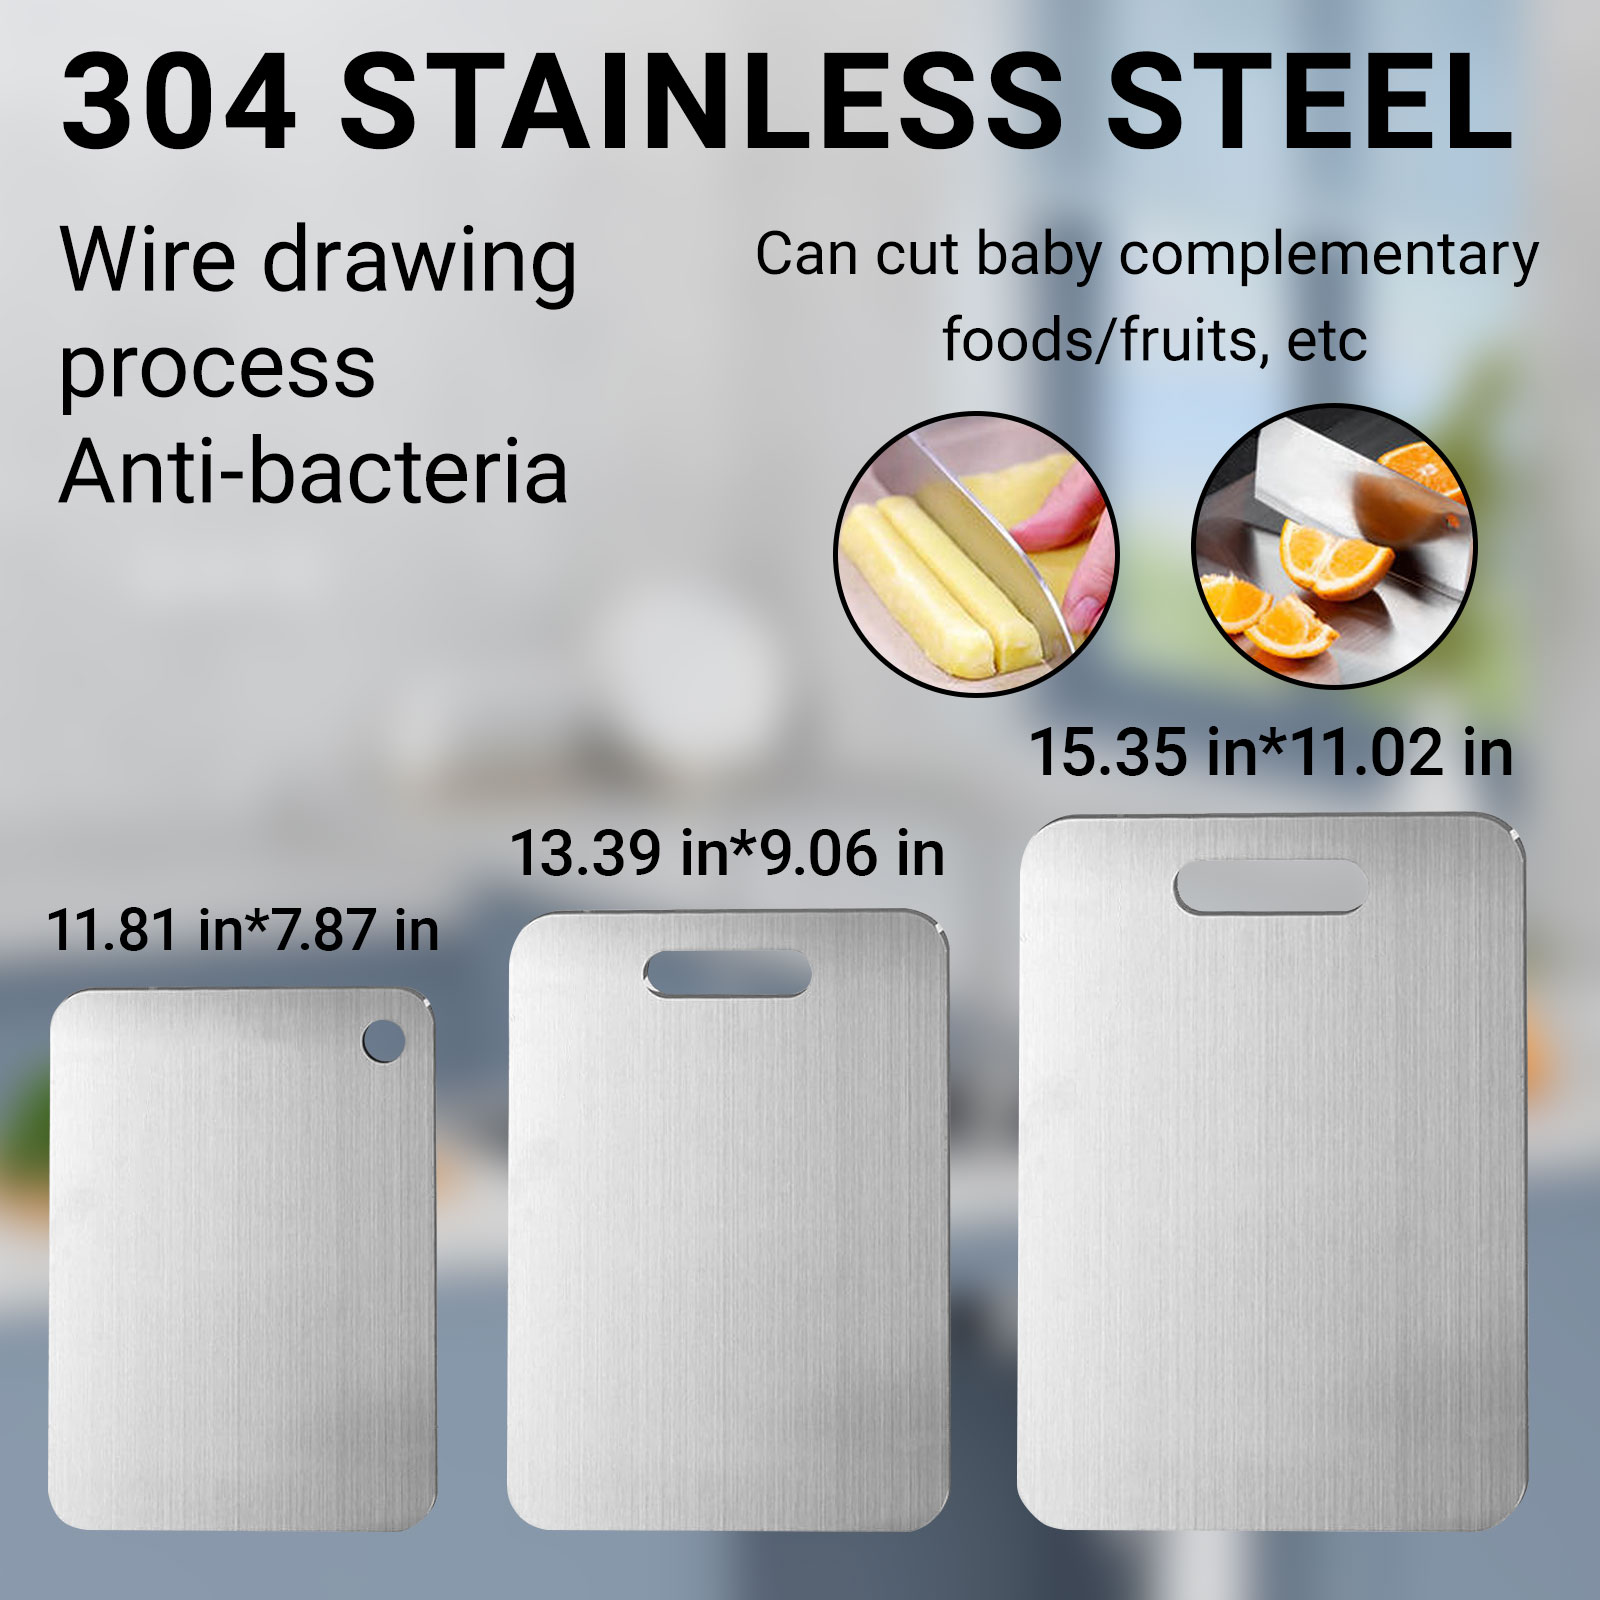 304 STAINLESS STEEL
Wire drawing
process
Anti-bacteria
Can cut baby complementary
foods/fruits, etc
15.35 in*11.02 in
13.39 in*9.06 in
11.81 in*7.87 in